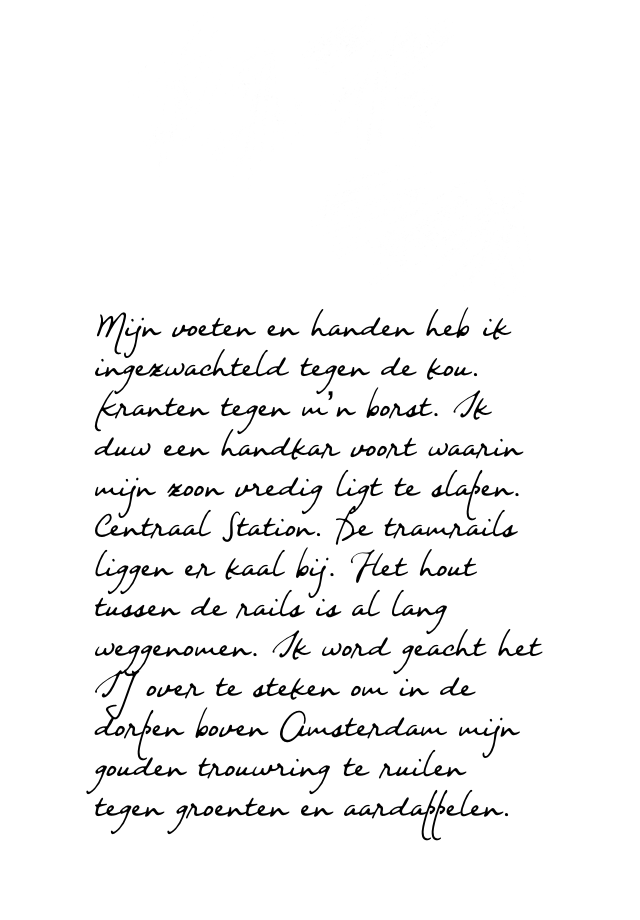 Mijn voeten en handen heb ik
ingezwachteld tegen de kou.
Kranten tegen m'n borst. Ik
duw een handkar voort waarin
mijn zoon vredig ligt te slapen.
Centraal Station. De tramrails
liggen er kaal bij. Het hout
tussen de rails is al lang
weggenomen. Ik word geacht het
IJ over te steken om in de
dorpen boven Amsterdam mijn
gouden trouwring te ruilen
tegen groenten en aardappelen.